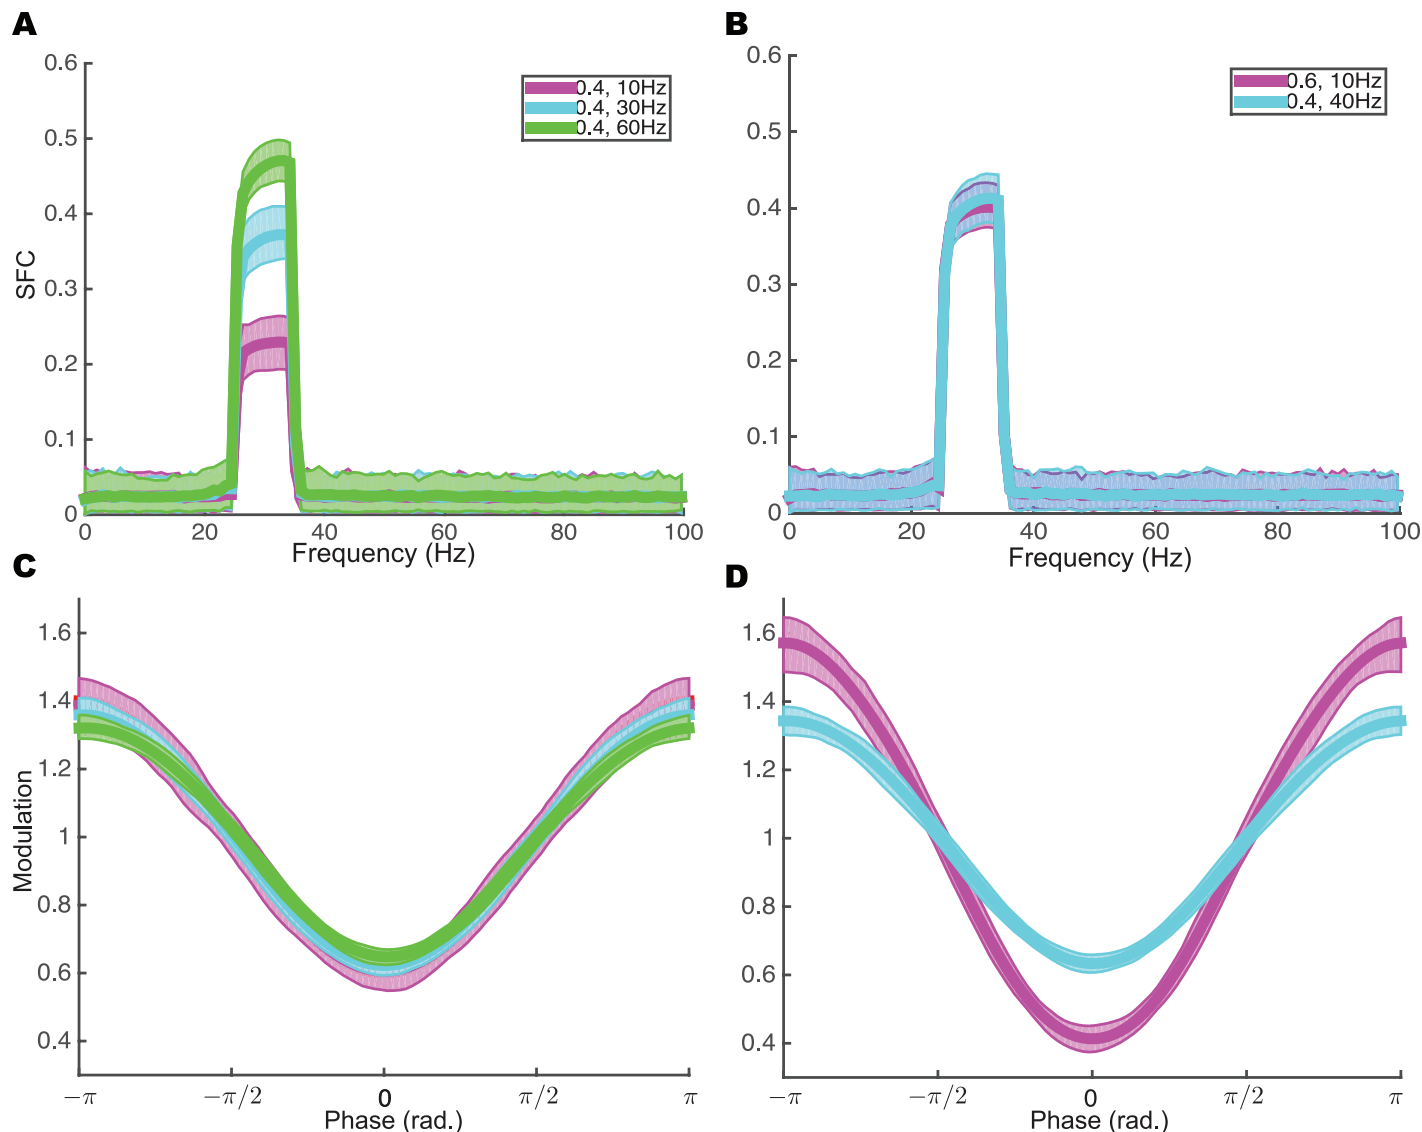 A
0.6
0.5
0.4
0.3
0.2
0.1
0
SFC
0.4, 10Hz
0.4, 30Hz
0.4, 60Hz
0 20 40 60 80 100
Frequency (Hz)
B
0.6
0.5
0.4
0.3
0.2
0.1
0
0.6, 10Hz
0.4, 40Hz
0 20 40 60 80 100
Frequency (Hz)
C
1.6
1.4
1.2
1
0.8
0.6
0.4
Modulation
−π −π/2 0 π/2 π
Phase (rad.)
D
1.6
1.4
1.2
1
0.8
0.6
0.4
−π −π/2 0 π/2 π
Phase (rad.)